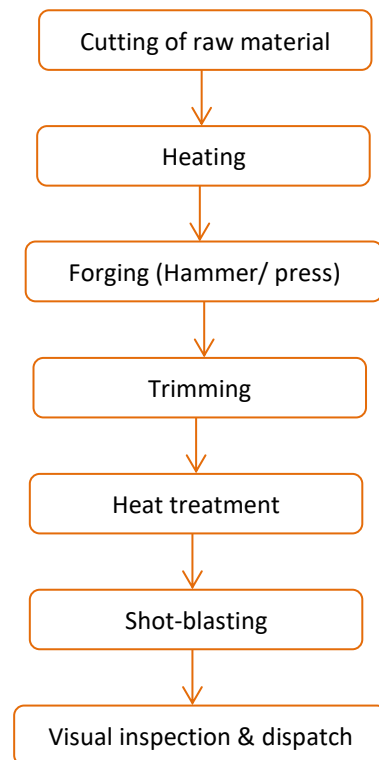 Cutting of raw material
Heating
Forging (Hammer/ press)
Trimming
Heat treatment
Shot-blasting
Visual inspection & dispatch